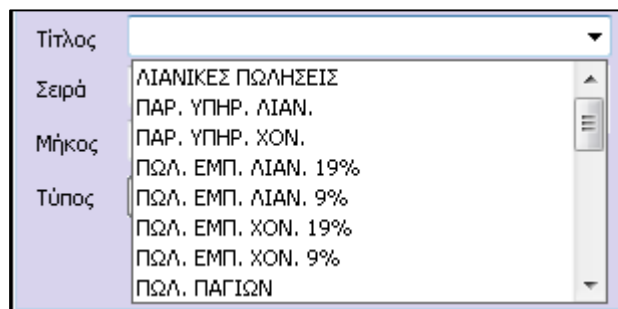 Τίτλος
ΛΙΑΝΙΚΕΣ ΠΩΛΗΣΕΙΣ
Σειρά
ΠΑΡ. ΥΠΗΡ. ΛΙΑΝ.
ΠΑΡ. ΥΠΗΡ. ΧΟΝ.
Μήκος
ΠΩΛ. ΕΜΠ. ΛΙΑΝ. 19%
Τύπος
ΠΩΛ. ΕΜΠ. ΛΙΑΝ. 9%
ΠΩΛ. ΕΜΠ. ΧΟΝ. 19%
ΠΩΛ. ΕΜΠ. ΧΟΝ. 9%
ΠΩΛ. ΠΑΓΙΩΝ